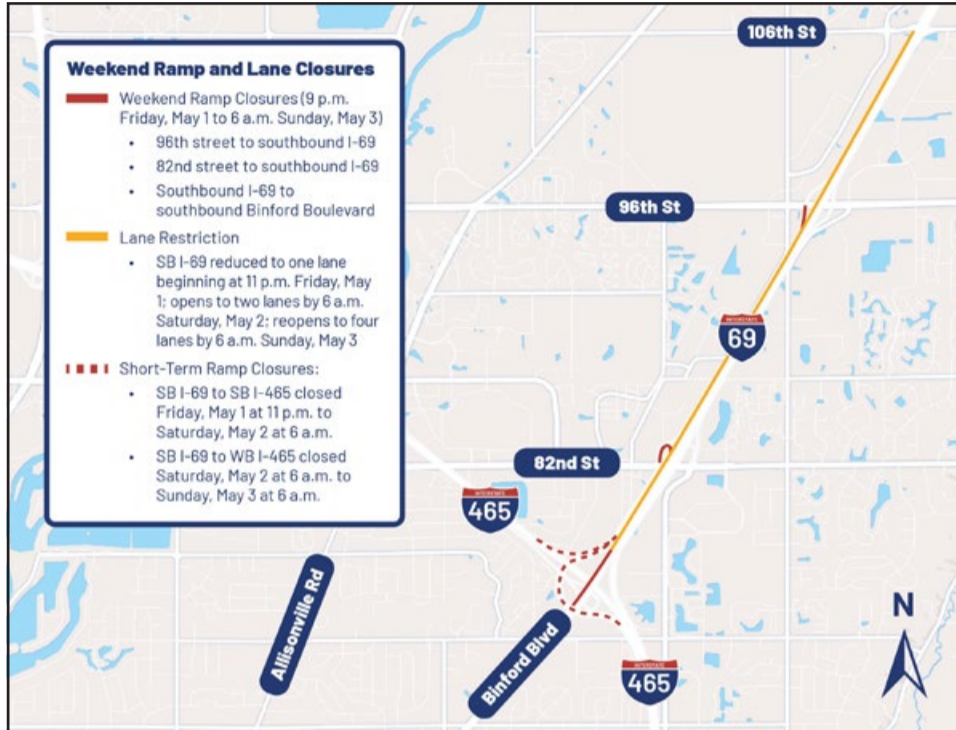 106th St
Weekend Ramp and Lane Closures
Weekend Ramp Closures (9 p.m.
Friday, May 1 to 6 a.m. Sunday, May 3)
• 96th street to southbound I-69
• 82nd street to southbound I-69
• Southbound I-69 to
southbound Binford Boulevard
Lane Restriction
• SB I-69 reduced to one lane
beginning at 11 p.m. Friday, May
1; opens to two lanes by 6 a.m.
Saturday, May 2; reopens to four
lanes by 6 a.m. Sunday, May 3
Short-Term Ramp Closures:
• SB I-69 to SB I-465 closed
Friday, May 1 at 11 p.m. to
Saturday, May 2 at 6 a.m.
• SB I-69 to WB I-465 closed
Saturday, May 2 at 6 a.m. to
Sunday, May 3 at 6 a.m.
96th St
INTERSTATE
69
82nd St
INTERSTATE
465
Allisonville Rd
Binford Blvd
INTERSTATE
465
N